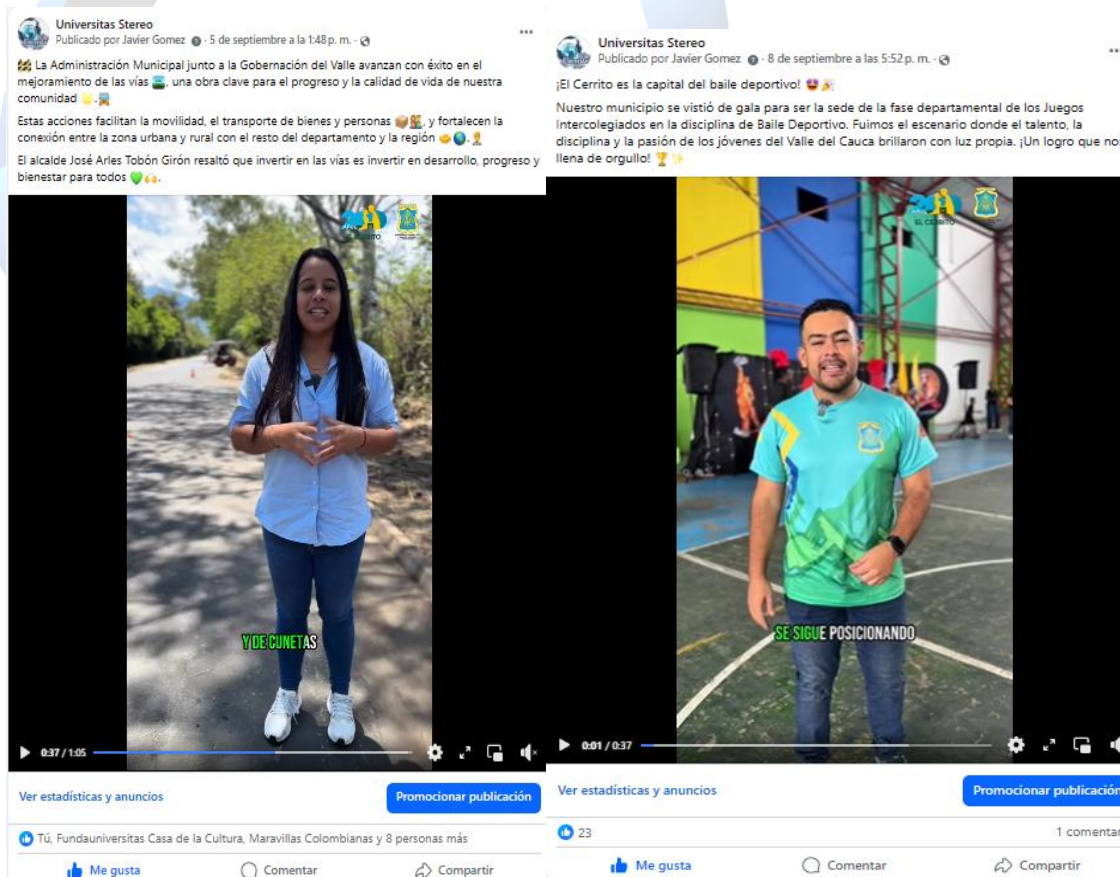 Universitas Stereo
Publicado por Javier Gomez · 5 de septiembre a la 1:48 p. m. ·
🚧 La Administración Municipal junto a la Gobernación del Valle avanzan con éxito en el
mejoramiento de las vías 🛣️, una obra clave para el progreso y la calidad de vida de nuestra
comunidad 🌟.
Estas acciones facilitan la movilidad, el transporte de bienes y personas 📦, y fortalecen la
conexión entre la zona urbana y rural con el resto del departamento y la región 🤝🌎.
El alcalde José Arles Tobón Girón resaltó que invertir en las vías es invertir en desarrollo, progreso y
bienestar para todos 💚🙌.
EL CERRITO
Y DE CUNETAS
0:37 / 1:05
Ver estadísticas y anuncios
Promocionar publicación
Tú, Fundauniversitas Casa de la Cultura, Maravillas Colombianas y 8 personas más
Me gusta
Comentar
Compartir
Universitas Stereo
Publicado por Javier Gomez · 8 de septiembre a las 5:52 p. m. ·
¡El Cerrito es la capital del baile deportivo! 🤩🎉
Nuestro municipio se vistió de gala para ser la sede de la fase departamental de los Juegos
Intercolegiados en la disciplina de Baile Deportivo. Fuimos el escenario donde el talento, la
disciplina y la pasión de los jóvenes del Valle del Cauca brillaron con luz propia. ¡Un logro que nos
llena de orgullo! 🏆✨
EL CERRITO
SE SIGUE POSICIONANDO
0:01 / 0:37
Ver estadísticas y anuncios
Promocionar publicación
23
1 comentar
Me gusta
Comentar
Compartir